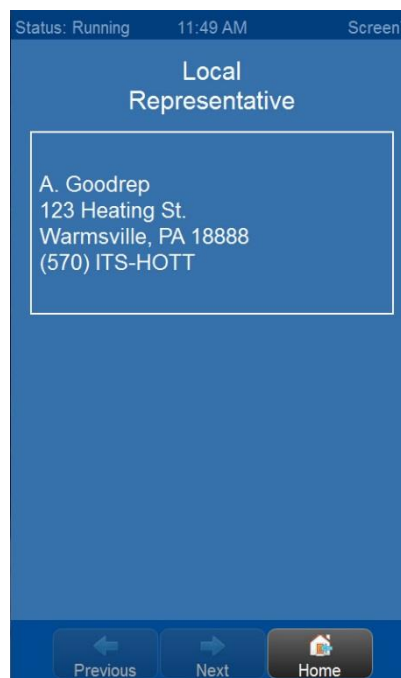 Status: Running 11:49 AM Screen
Local
Representative
A. Goodrep
123 Heating St.
Warmsville, PA 18888
(570) ITS-HOTT
Previous Next Home